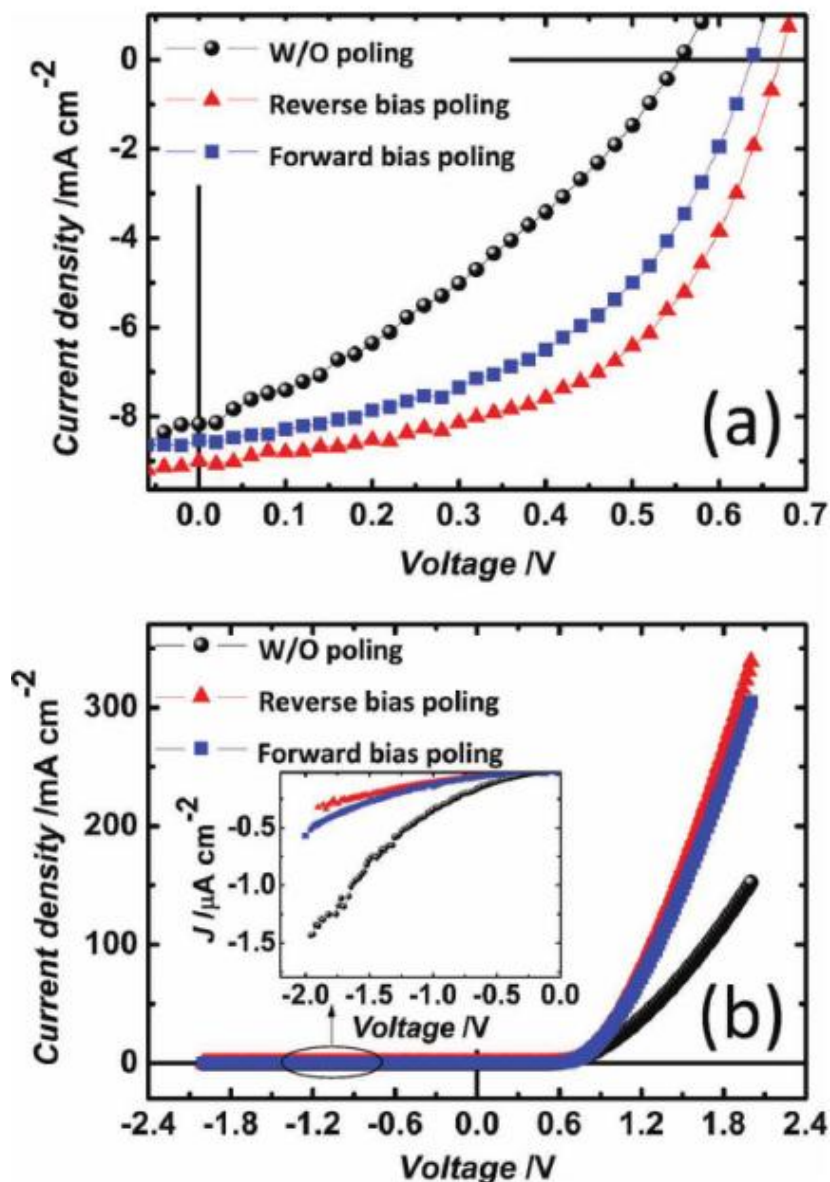 W/O poling
Reverse bias poling
Forward bias poling
Current density /mA cm-2
0
-2
-4
-6
-8
(a)
0.0 0.1 0.2 0.3 0.4 0.5 0.6 0.7
Voltage /V
W/O poling
Reverse bias poling
Forward bias poling
Current density /mA cm-2
300
200
100
0
J /μA cm-2
-0.5
-1.0
-1.5
-2.0 -1.5 -1.0 -0.5 0.0
Voltage /V
(b)
-2.4 -1.8 -1.2 -0.6 0.0 0.6 1.2 1.8 2.4
Voltage /V